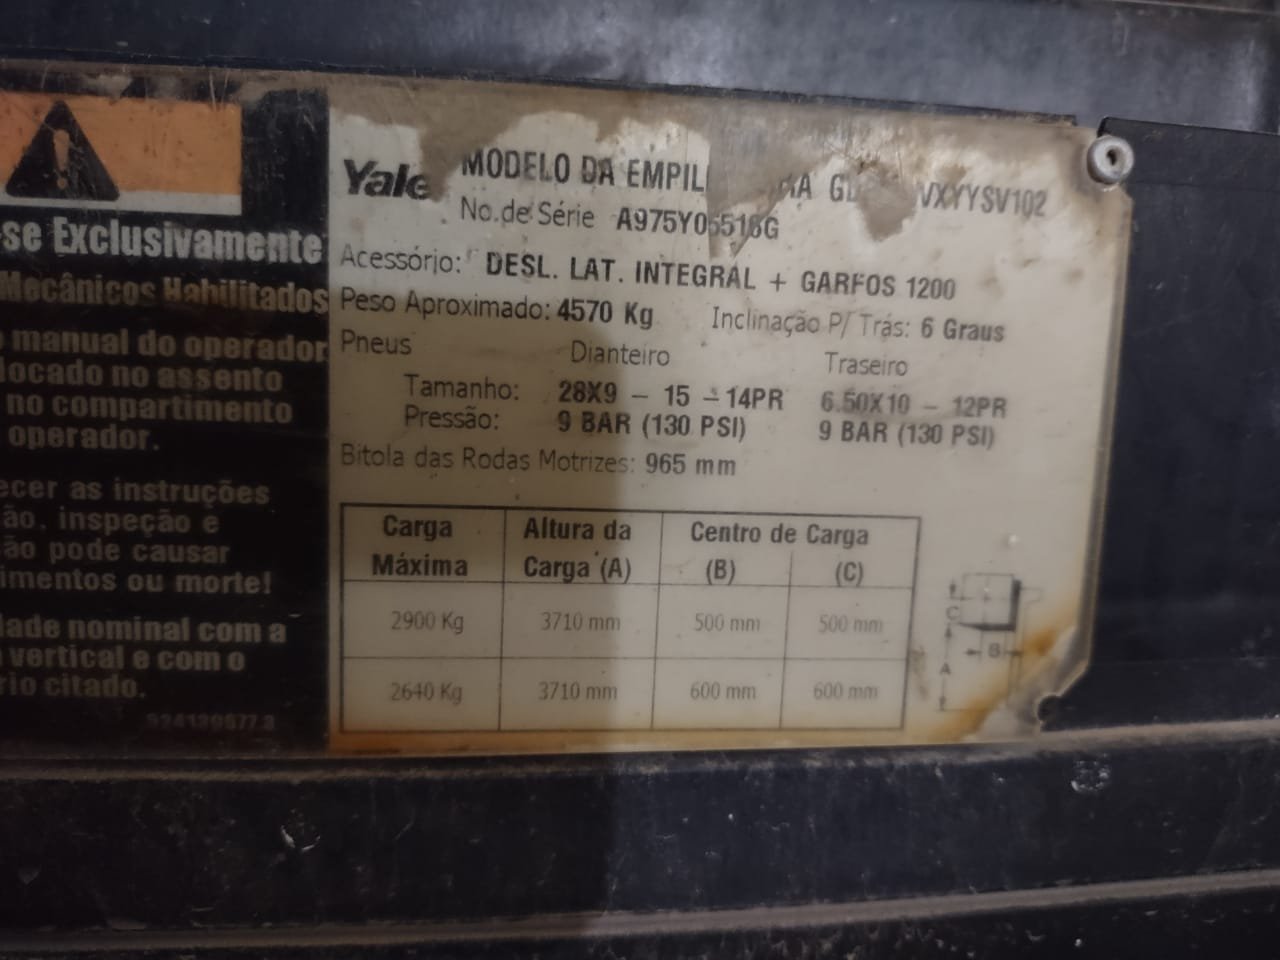 -se Exclusivamente
Mecânicos Habilitados
manual do operador
locado no assento
no compartimento
operador.
ecer as instruções
ão, inspeção e
ão pode causar
imentos ou morte!
dade nominal com a
vertical e com o
rio citado.
Yale
MODELO DA EMPIL RA G VXYYSV102
No.de Série A975Y05518G
Acessório: DESL. LAT. INTEGRAL + GARFOS 1200
Peso Aproximado: 4570 Kg Inclinação P/ Trás: 6 Graus
Pneus Dianteiro Traseiro
Tamanho: 28X9 - 15 - 14PR 6.50X10 - 12PR
Pressão: 9 BAR (130 PSI) 9 BAR (130 PSI)
Bitola das Rodas Motrizes: 965 mm
Carga Máxima Altura da Carga (A) Centro de Carga (B) (C)
2900 Kg 3710 mm 500 mm 500 mm
2640 Kg 3710 mm 600 mm 600 mm
C
B
A